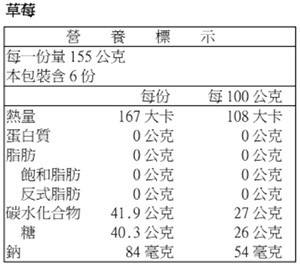 草莓
營養標示
每一份量 155 公克
本包裝含 6 份
每份 每 100 公克
熱量 167 大卡 108 大卡
蛋白質 0 公克 0 公克
脂肪 0 公克 0 公克
飽和脂肪 0 公克 0 公克
反式脂肪 0 公克 0 公克
碳水化合物 41.9 公克 27 公克
糖 40.3 公克 26 公克
鈉 84 毫克 54 毫克